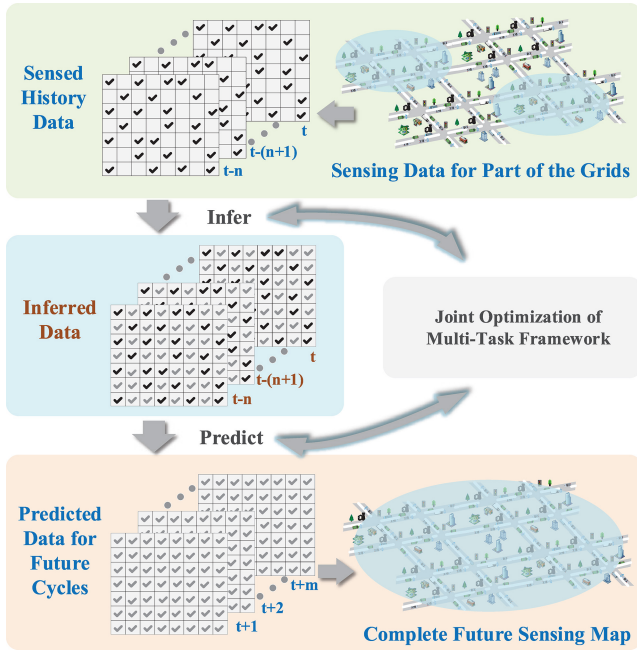 Sensed
History
Data
t
t-(n+1)
t-n
Sensing Data for Part of the Grids
Infer
Inferred
Data
t
t-(n+1)
t-n
Joint Optimization of
Multi-Task Framework
Predict
Predicted
Data for
Future
Cycles
t+m
t+2
t+1
Complete Future Sensing Map